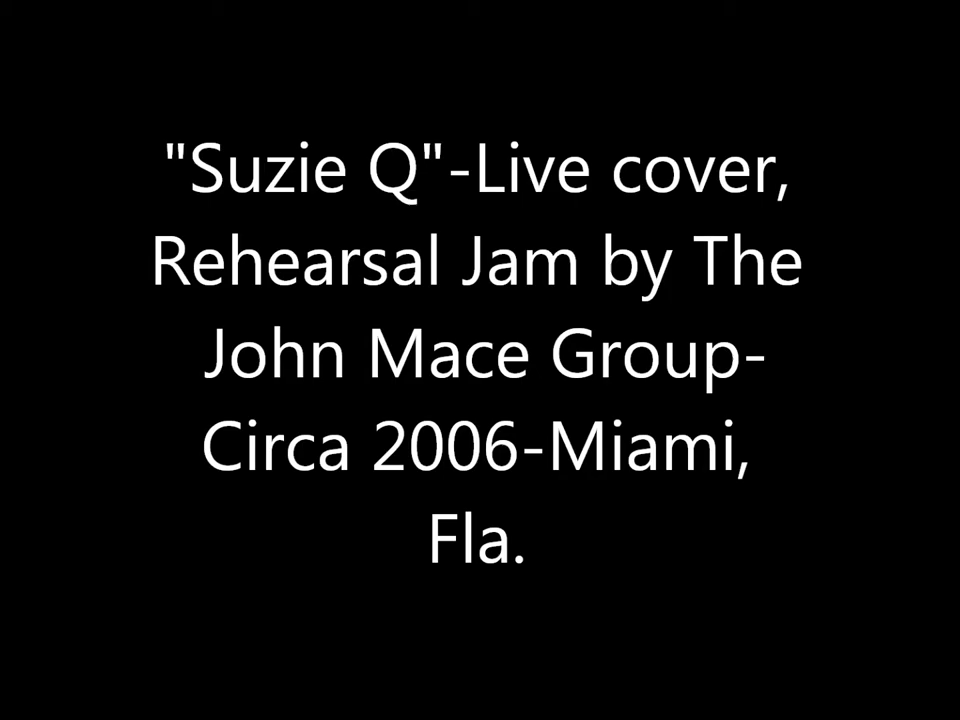 "Suzie Q"-Live cover,
Rehearsal Jam by The
John Mace Group-
Circa 2006-Miami,
Fla.